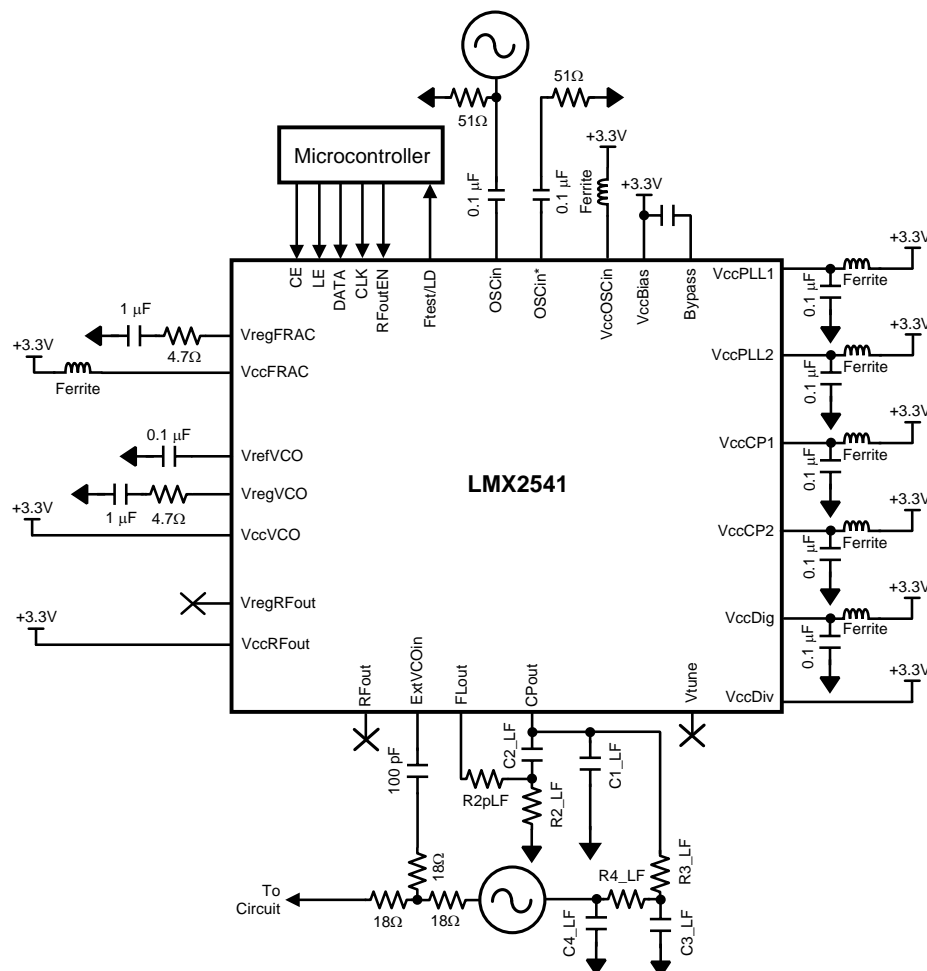 51Ω
51Ω
Microcontroller
+3.3V
0.1 μF
0.1 μF
Ferrite
+3.3V
CE
LE
DATA
CLK
RFoutEN
Ftest/LD
OSCin
OSCin*
VccOSCin
VccBias
Bypass
VccPLL1
+3.3V
Ferrite
0.1 μF
VccPLL2
+3.3V
Ferrite
0.1 μF
VccCP1
+3.3V
Ferrite
0.1 μF
VccCP2
+3.3V
Ferrite
0.1 μF
VccDig
+3.3V
Ferrite
0.1 μF
VccDiv
+3.3V
1 μF
4.7Ω
VregFRAC
+3.3V
Ferrite
VccFRAC
0.1 μF
VrefVCO
1 μF
4.7Ω
VregVCO
+3.3V
VccVCO
LMX2541
VregRFout
+3.3V
VccRFout
RFout
ExtVCOin
FLout
CPout
Vtune
100 pF
C2_LF
C1_LF
R2pLF
R2_LF
18Ω
R3_LF
R4_LF
To
Circuit
18Ω
18Ω
C4_LF
C3_LF